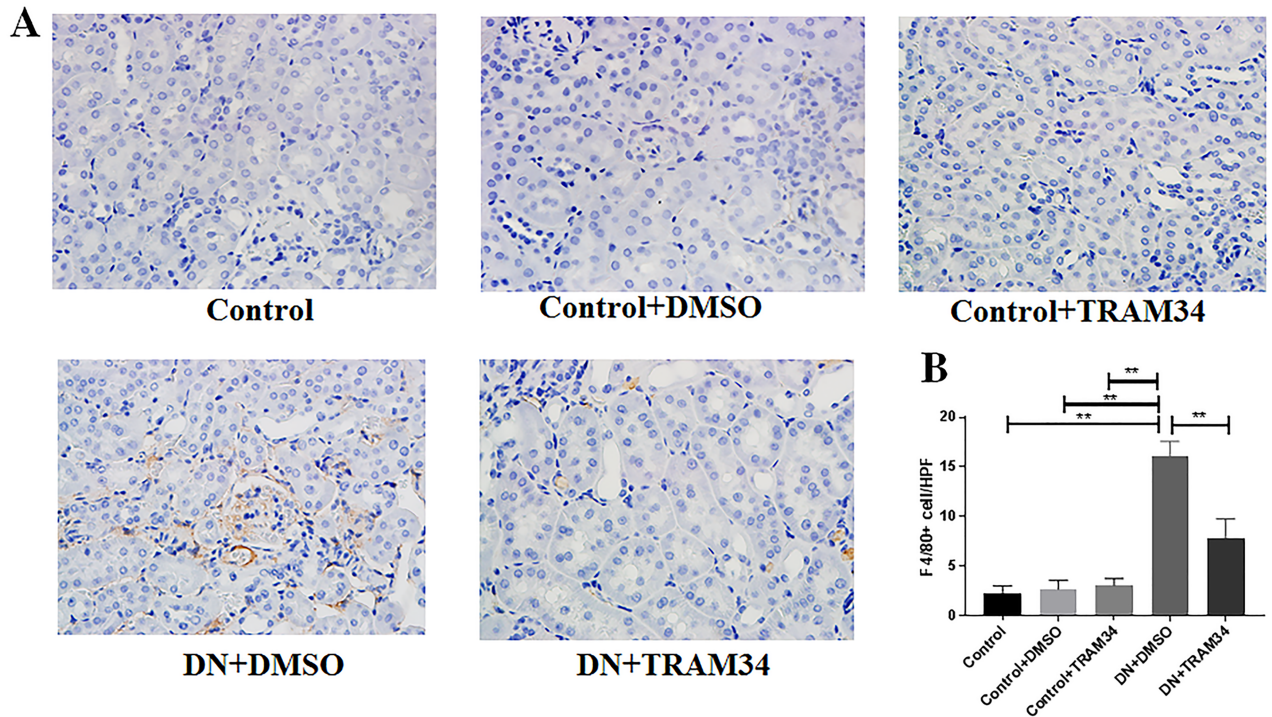 A
Control
Control+DMSO
Control+TRAM34
DN+DMSO
DN+TRAM34
B
**
**
**
**
20
15
10
5
0
F4/80+ cell/HPF
Control
Control+DMSO
Control+TRAM34
DN+DMSO
DN+TRAM34